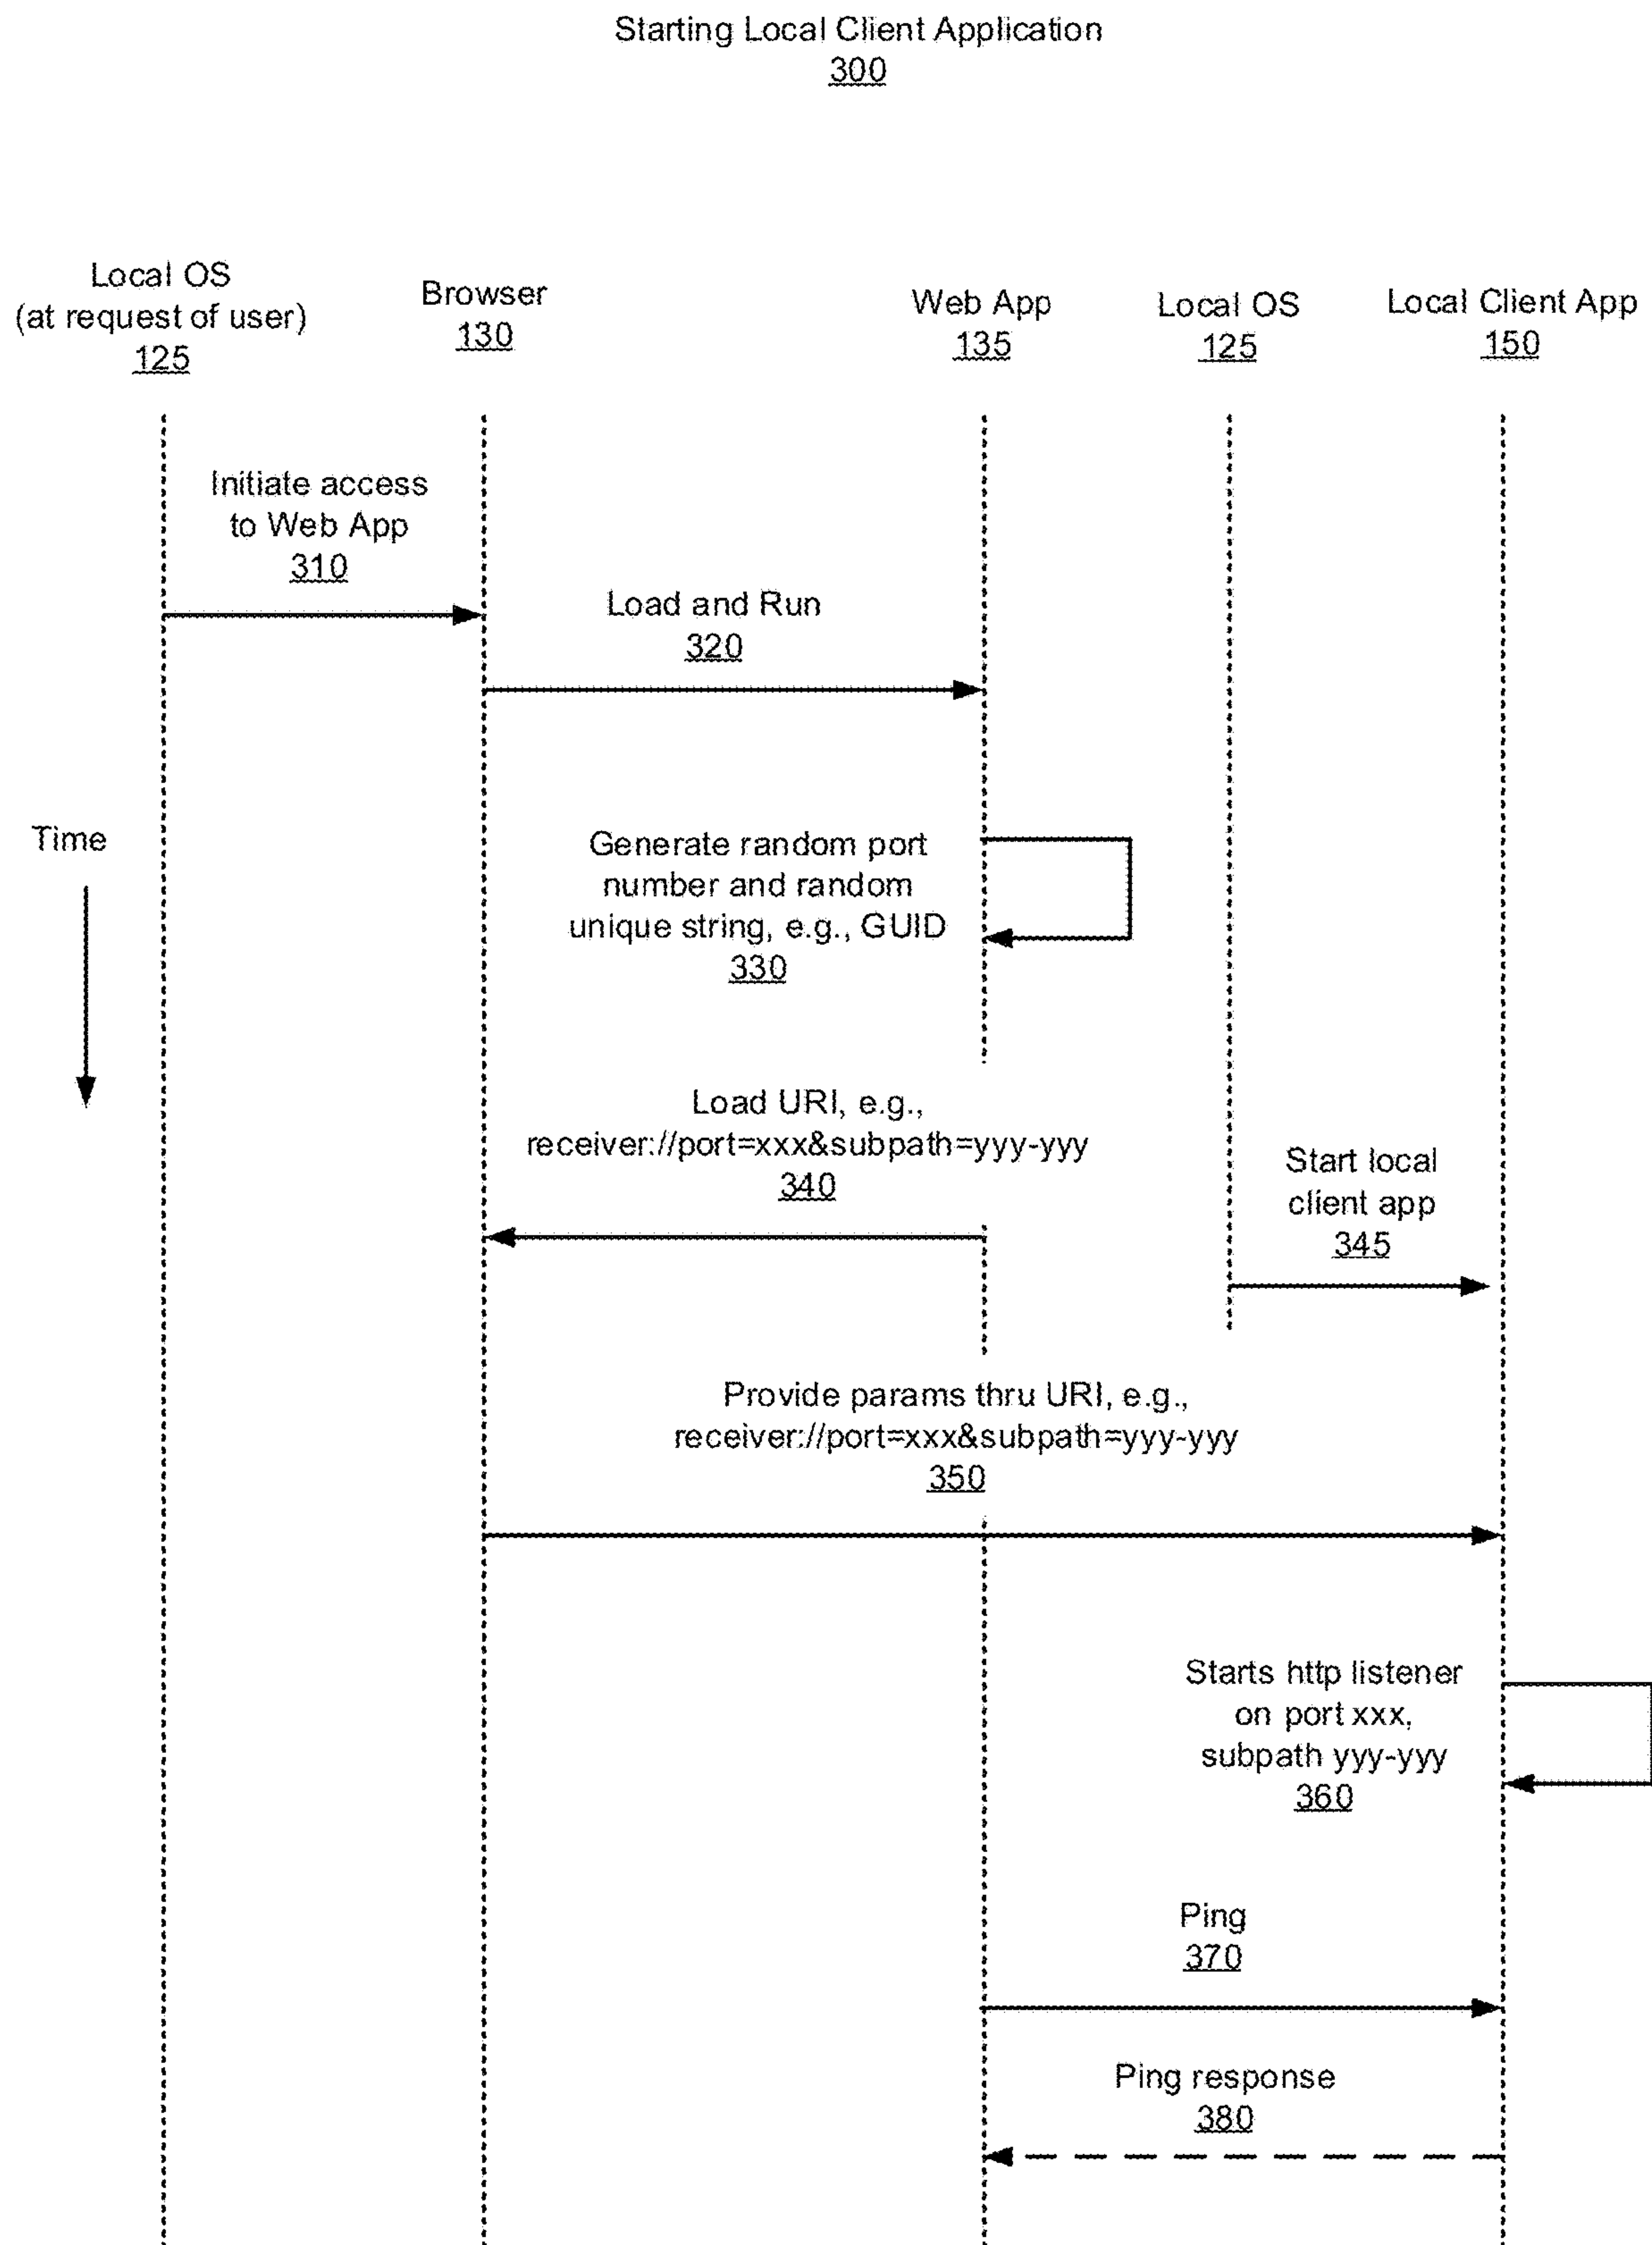 Starting Local Client Application
300
Local OS
(at request of user)
125
Browser
130
Web App
135
Local OS
125
Local Client App
150
Initiate access
to Web App
310
Load and Run
320
Time
Generate random port
number and random
unique string, e.g., GUID
330
Load URI, e.g.,
receiver://port=xxx&subpath=yyy-yyy
340
Start local
client app
345
Provide params thru URI, e.g.,
receiver://port=xxx&subpath=yyy-yyy
350
Starts http listener
on port xxx,
subpath yyy-yyy
360
Ping
370
Ping response
380